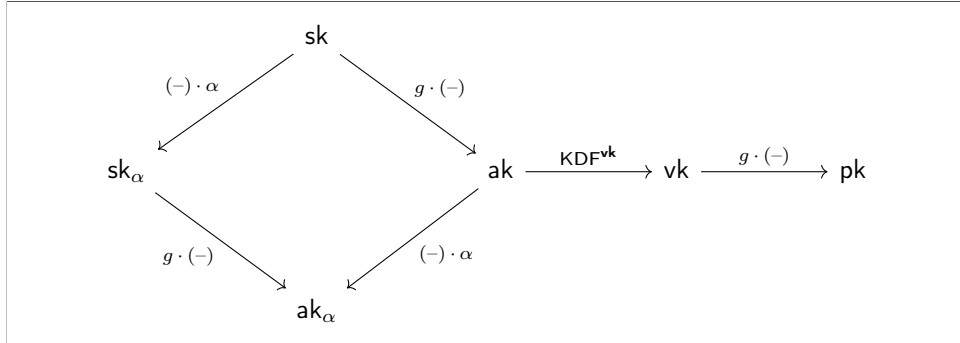 sk
(–) · α
g · (–)
sk_α
ak
KDF^vk
vk
g · (–)
pk
g · (–)
(–) · α
ak_α